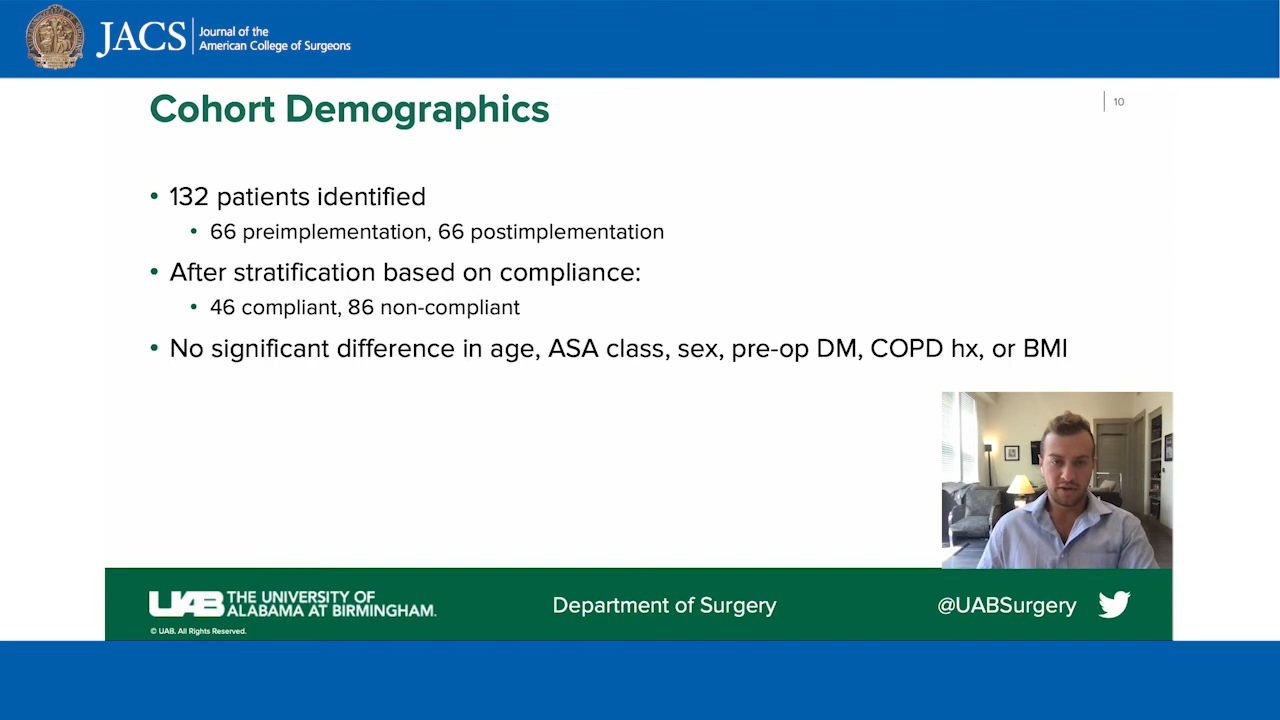 JACS
Journal of the
American College of Surgeons
Cohort Demographics
10
• 132 patients identified
• 66 preimplementation, 66 postimplementation
• After stratification based on compliance:
• 46 compliant, 86 non-compliant
• No significant difference in age, ASA class, sex, pre-op DM, COPD hx, or BMI
UAB THE UNIVERSITY OF
ALABAMA AT BIRMINGHAM.
© UAB. All Rights Reserved.
Department of Surgery
@UABSurgery